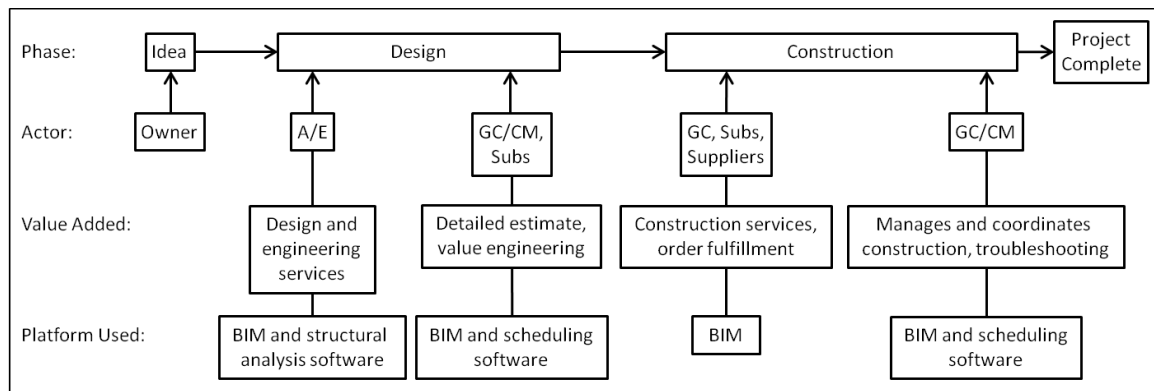 Phase:
Idea
Design
Construction
Project
Complete
Actor:
Owner
A/E
GC/CM,
Subs
GC, Subs,
Suppliers
GC/CM
Value Added:
Design and
engineering
services
Detailed estimate,
value engineering
Construction services,
order fulfillment
Manages and coordinates
construction, troubleshooting
Platform Used:
BIM and structural
analysis software
BIM and scheduling
software
BIM
BIM and scheduling
software